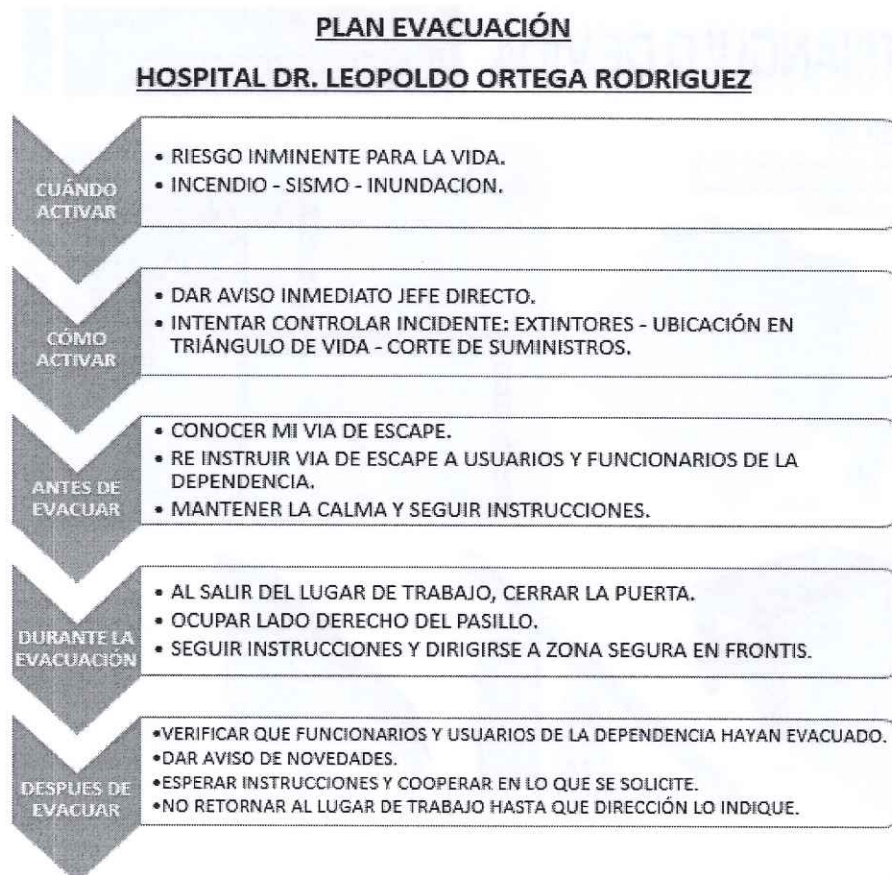 PLAN EVACUACIÓN
HOSPITAL DR. LEOPOLDO ORTEGA RODRIGUEZ
CUÁNDO
ACTIVAR
• RIESGO INMINENTE PARA LA VIDA.
• INCENDIO - SISMO - INUNDACION.
CÓMO
ACTIVAR
• DAR AVISO INMEDIATO JEFE DIRECTO.
• INTENTAR CONTROLAR INCIDENTE: EXTINTORES - UBICACIÓN EN
TRIÁNGULO DE VIDA - CORTE DE SUMINISTROS.
ANTES DE
EVACUAR
• CONOCER MI VIA DE ESCAPE.
• RE INSTRUIR VIA DE ESCAPE A USUARIOS Y FUNCIONARIOS DE LA
DEPENDENCIA.
• MANTENER LA CALMA Y SEGUIR INSTRUCCIONES.
DURANTE LA
EVACUACIÓN
• AL SALIR DEL LUGAR DE TRABAJO, CERRAR LA PUERTA.
• OCUPAR LADO DERECHO DEL PASILLO.
• SEGUIR INSTRUCCIONES Y DIRIGIRSE A ZONA SEGURA EN FRONTIS.
DESPUES DE
EVACUAR
•VERIFICAR QUE FUNCIONARIOS Y USUARIOS DE LA DEPENDENCIA HAYAN EVACUADO.
•DAR AVISO DE NOVEDADES.
•ESPERAR INSTRUCCIONES Y COOPERAR EN LO QUE SE SOLICITE.
•NO RETORNAR AL LUGAR DE TRABAJO HASTA QUE DIRECCIÓN LO INDIQUE.